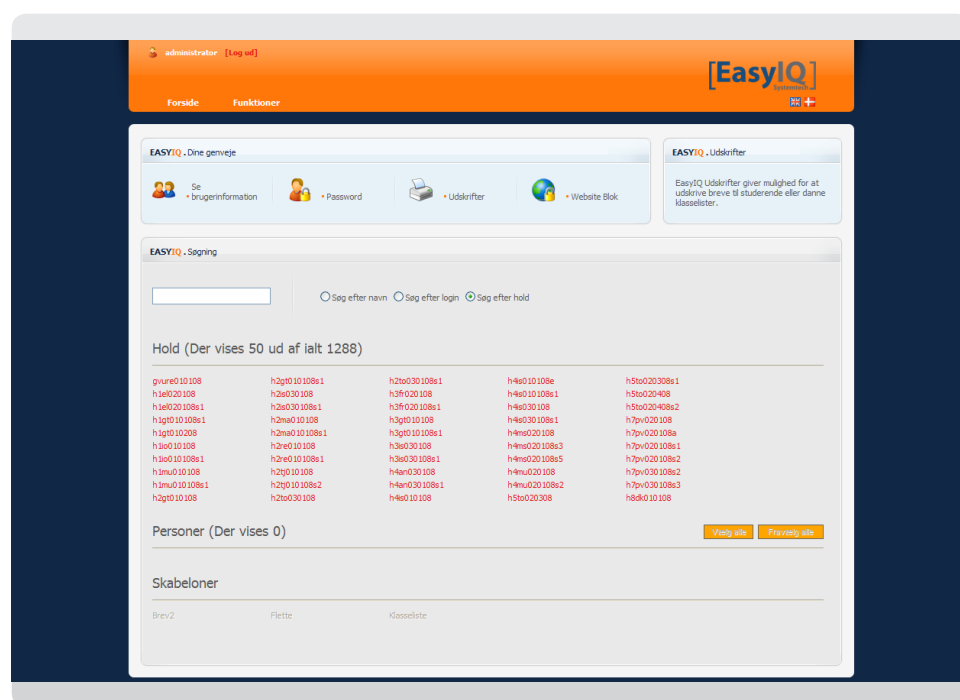 administrator [Log ud]
[EasyIQ]
Systemtech
Forside Funktioner
EASYIQ . Dine genveje
Se
• brugerinformation
• Password
• Udskrifter
• Website Blok
EASYIQ . Udskrifter
EasyIQ Udskrifter giver mulighed for at
udskrive breve til studerende eller danne
klasselister.
EASYIQ . Søgning
Søg efter navn Søg efter login Søg efter hold
Hold (Der vises 50 ud af ialt 1288)
gvure010108 h2gt010108s1 h2to030108s1 h4is010108e h5to020308s1
h1el020108 h2is030108 h3fr020108 h4is010108s1 h5to020408
h1el020108s1 h2is030108s1 h3fr020108s1 h4is030108 h5to020408s2
h1gt010108s1 h2ma010108 h3gt010108 h4is030108s1 h7pv020108
h1gt010208 h2ma010108s1 h3gt010108s1 h4ms020108 h7pv020108a
h1io010108 h2re010108 h3is030108 h4ms020108s3 h7pv020108s1
h1io010108s1 h2re010108s1 h3is030108s1 h4ms020108s5 h7pv020108s2
h1mu010108 h2tj010108 h4an030108 h4mu020108 h7pv030108s2
h1mu010108s1 h2tj010108s2 h4an030108s1 h4mu020108s2 h7pv030108s3
h2gt010108 h2to030108 h4is010108 h5to020308 h8dk010108
Personer (Der vises 0)
Vælg alle Fravælg alle
Skabeloner
Brev2 Flette Klasseliste